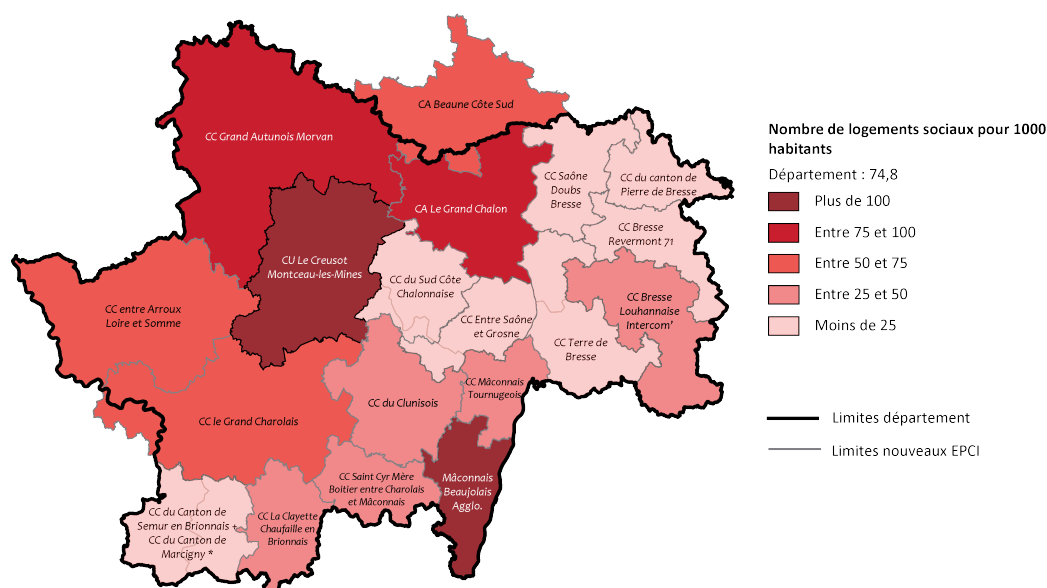 CA Beaune Côte Sud
CC Grand Autunois Morvan
CC Saône
Doubs
Bresse
CC du canton de
Pierre de Bresse
CA Le Grand Chalon
CC Bresse
Revermont 71
CU Le Creusot
Montceau-les-Mines
CC du Sud Côte
Chalonnaise
CC entre Arroux
Loire et Somme
CC Bresse
Louhannaise
Intercom'
CC Entre Saône
et Grosne
CC Terre de
Bresse
CC Mâconnais
Tournugeois
CC du Clunisois
CC le Grand Charolais
CC Saint Cyr Mère
Boitier entre Charolais
et Mâconnais
Mâconnais
Beaujolais
Agglo.
CC du Canton de
Semur en Brionnais +
CC du Canton de
Marcigny *
CC La Clayette
Chaufaille en
Brionnais
Nombre de logements sociaux pour 1000
habitants
Département : 74,8
Plus de 100
Entre 75 et 100
Entre 50 et 75
Entre 25 et 50
Moins de 25
Limites département
Limites nouveaux EPCI